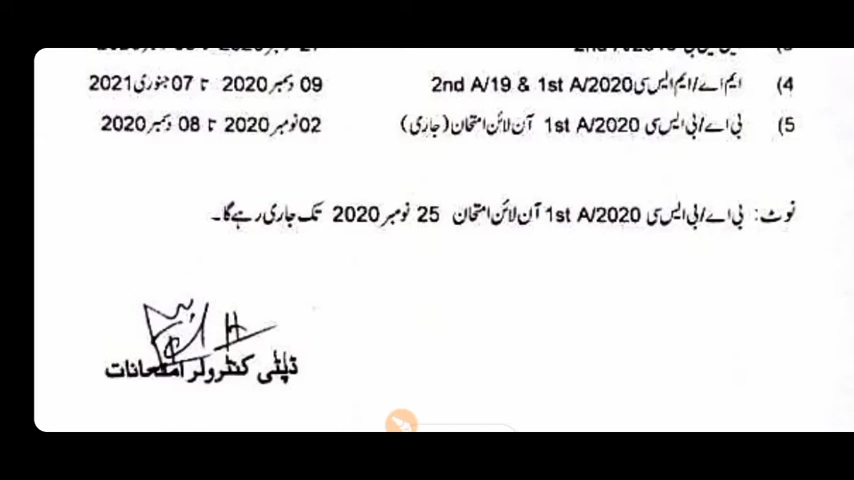 4) ایم اے/ایم ایس سی 2nd A/19 & 1st A/2020 09 دسمبر 2020 تا 07 جنوری 2021
5) بی اے/بی ایس سی 1st A/2020 آن لائن امتحان (جاری) 02 نومبر 2020 تا 08 دسمبر 2020
نوٹ: بی اے/بی ایس سی 1st A/2020 آن لائن امتحان 25 نومبر 2020 تک جاری رہے گا۔
ڈپٹی کنٹرولر امتحانات